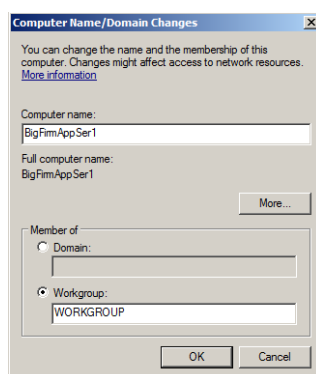 Computer Name/Domain Changes
You can change the name and the membership of this
computer. Changes might affect access to network resources.
More information
Computer name:
BigFirmAppSer1
Full computer name:
BigFirmAppSer1
More...
Member of
Domain:
Workgroup:
WORKGROUP
OK
Cancel